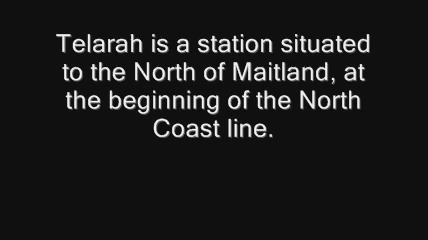 Telarah is a station situated
to the North of Maitland, at
the beginning of the North
Coast line.